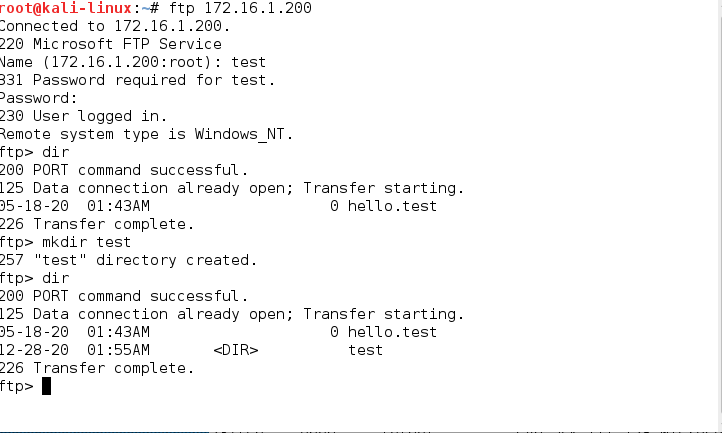 root@kali-linux:~# ftp 172.16.1.200
Connected to 172.16.1.200.
220 Microsoft FTP Service
Name (172.16.1.200:root): test
331 Password required for test.
Password:
230 User logged in.
Remote system type is Windows_NT.
ftp> dir
200 PORT command successful.
125 Data connection already open; Transfer starting.
05-18-20  01:43AM                    0 hello.test
226 Transfer complete.
ftp> mkdir test
257 "test" directory created.
ftp> dir
200 PORT command successful.
125 Data connection already open; Transfer starting.
05-18-20  01:43AM                    0 hello.test
12-28-20  01:55AM       <DIR>          test
226 Transfer complete.
ftp>